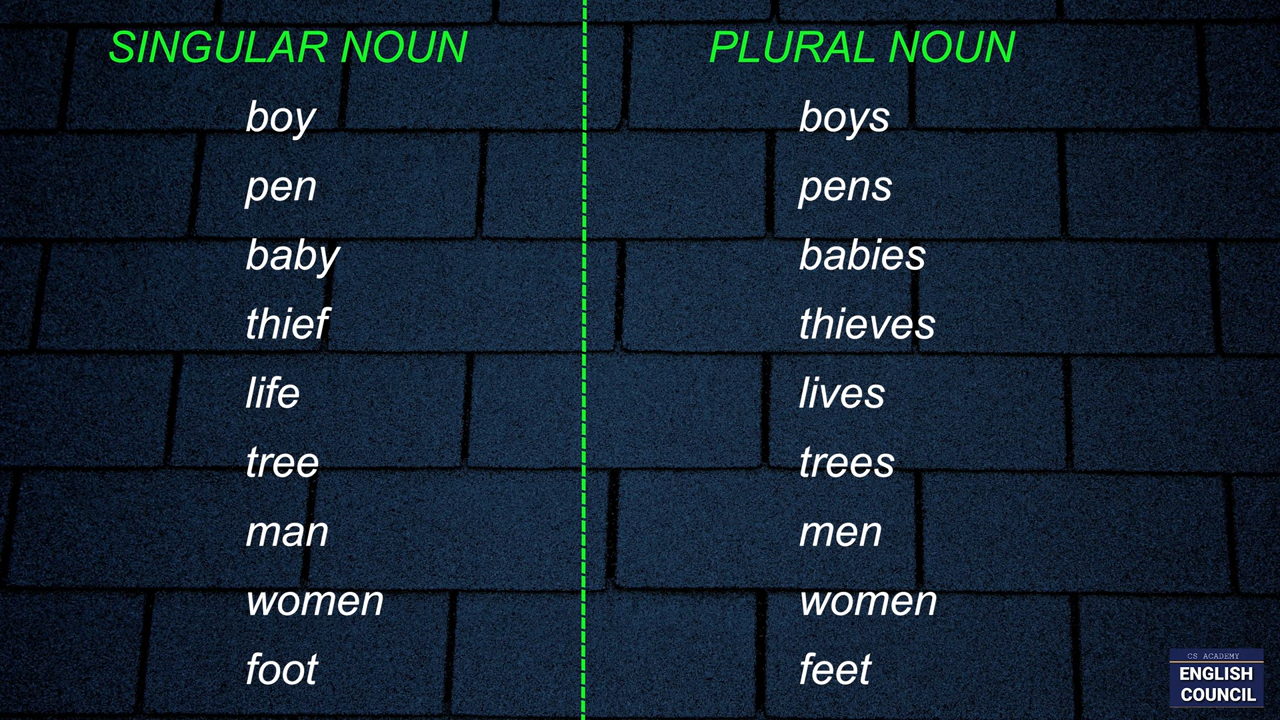 SINGULAR NOUN PLURAL NOUN
boy boys
pen pens
baby babies
thief thieves
life lives
tree trees
man men
women women
foot feet
CS ACADEMY
ENGLISH
COUNCIL